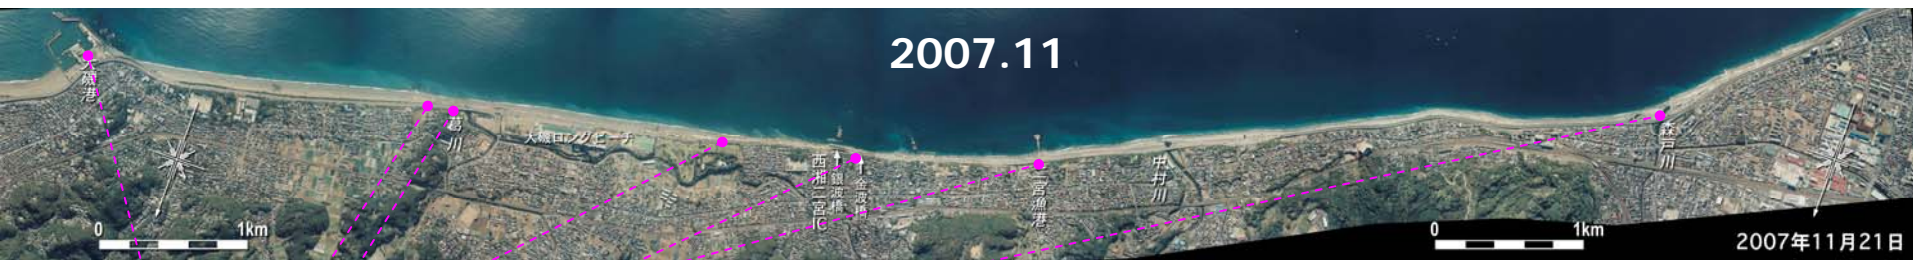 2007.11
大磯港
葛川
大磯ロングビーチ
西湘二宮IC
銀波橋
金波橋
二宮漁港
中村川
森戸川
0 1km
0 1km
2007年11月21日